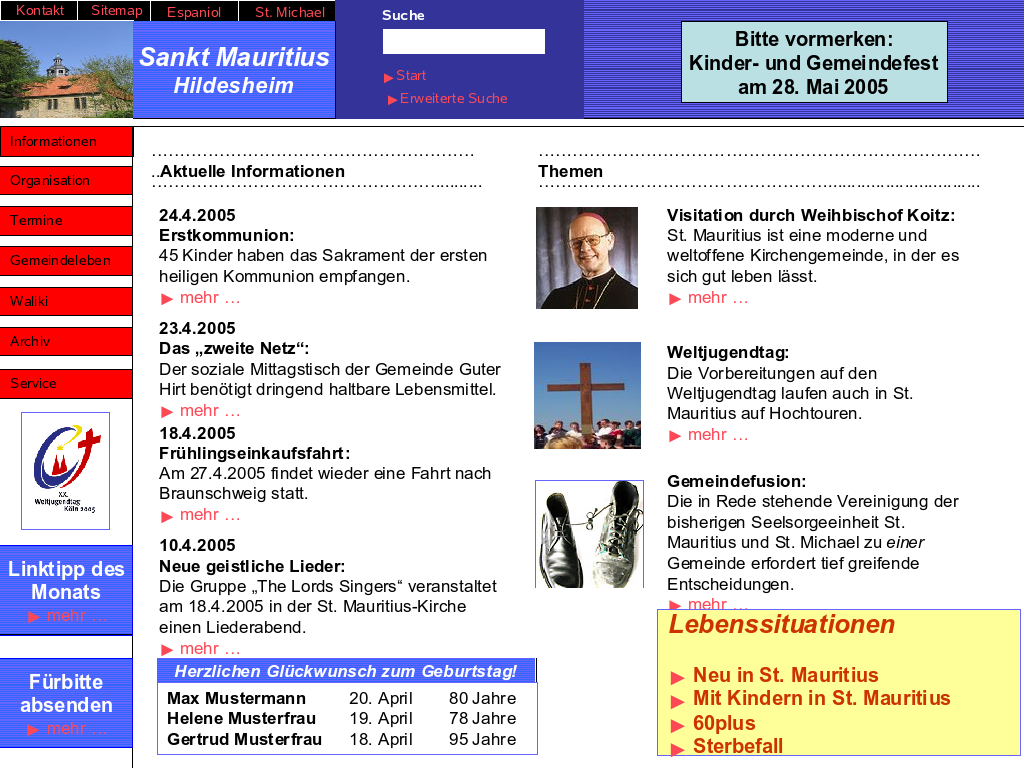 Kontakt
Sitemap
Espaniol
St. Michael
Sankt Mauritius
Hildesheim
Suche
Start
Erweiterte Suche
Bitte vormerken:
Kinder- und Gemeindefest
am 28. Mai 2005
Informationen
Organisation
Termine
Gemeindeleben
Waliki
Archiv
Service
XX.
Weltjugendtag
Köln 2005
Linktipp des
Monats
mehr …
Fürbitte
absenden
mehr …
..Aktuelle Informationen
24.4.2005
Erstkommunion:
45 Kinder haben das Sakrament der ersten
heiligen Kommunion empfangen.
mehr …
23.4.2005
Das „zweite Netz“:
Der soziale Mittagstisch der Gemeinde Guter
Hirt benötigt dringend haltbare Lebensmittel.
mehr …
18.4.2005
Frühlingseinkaufsfahrt:
Am 27.4.2005 findet wieder eine Fahrt nach
Braunschweig statt.
mehr …
10.4.2005
Neue geistliche Lieder:
Die Gruppe „The Lords Singers“ veranstaltet
am 18.4.2005 in der St. Mauritius-Kirche
einen Liederabend.
mehr …
Herzlichen Glückwunsch zum Geburtstag!
Max Mustermann 20. April 80 Jahre
Helene Musterfrau 19. April 78 Jahre
Gertrud Musterfrau 18. April 95 Jahre
Themen
Visitation durch Weihbischof Koitz:
St. Mauritius ist eine moderne und
weltoffene Kirchengemeinde, in der es
sich gut leben lässt.
mehr …
Weltjugendtag:
Die Vorbereitungen auf den
Weltjugendtag laufen auch in St.
Mauritius auf Hochtouren.
mehr …
Gemeindefusion:
Die in Rede stehende Vereinigung der
bisherigen Seelsorgeeinheit St.
Mauritius und St. Michael zu einer
Gemeinde erfordert tief greifende
Entscheidungen.
mehr …
Lebenssituationen
Neu in St. Mauritius
Mit Kindern in St. Mauritius
60plus
Sterbefall